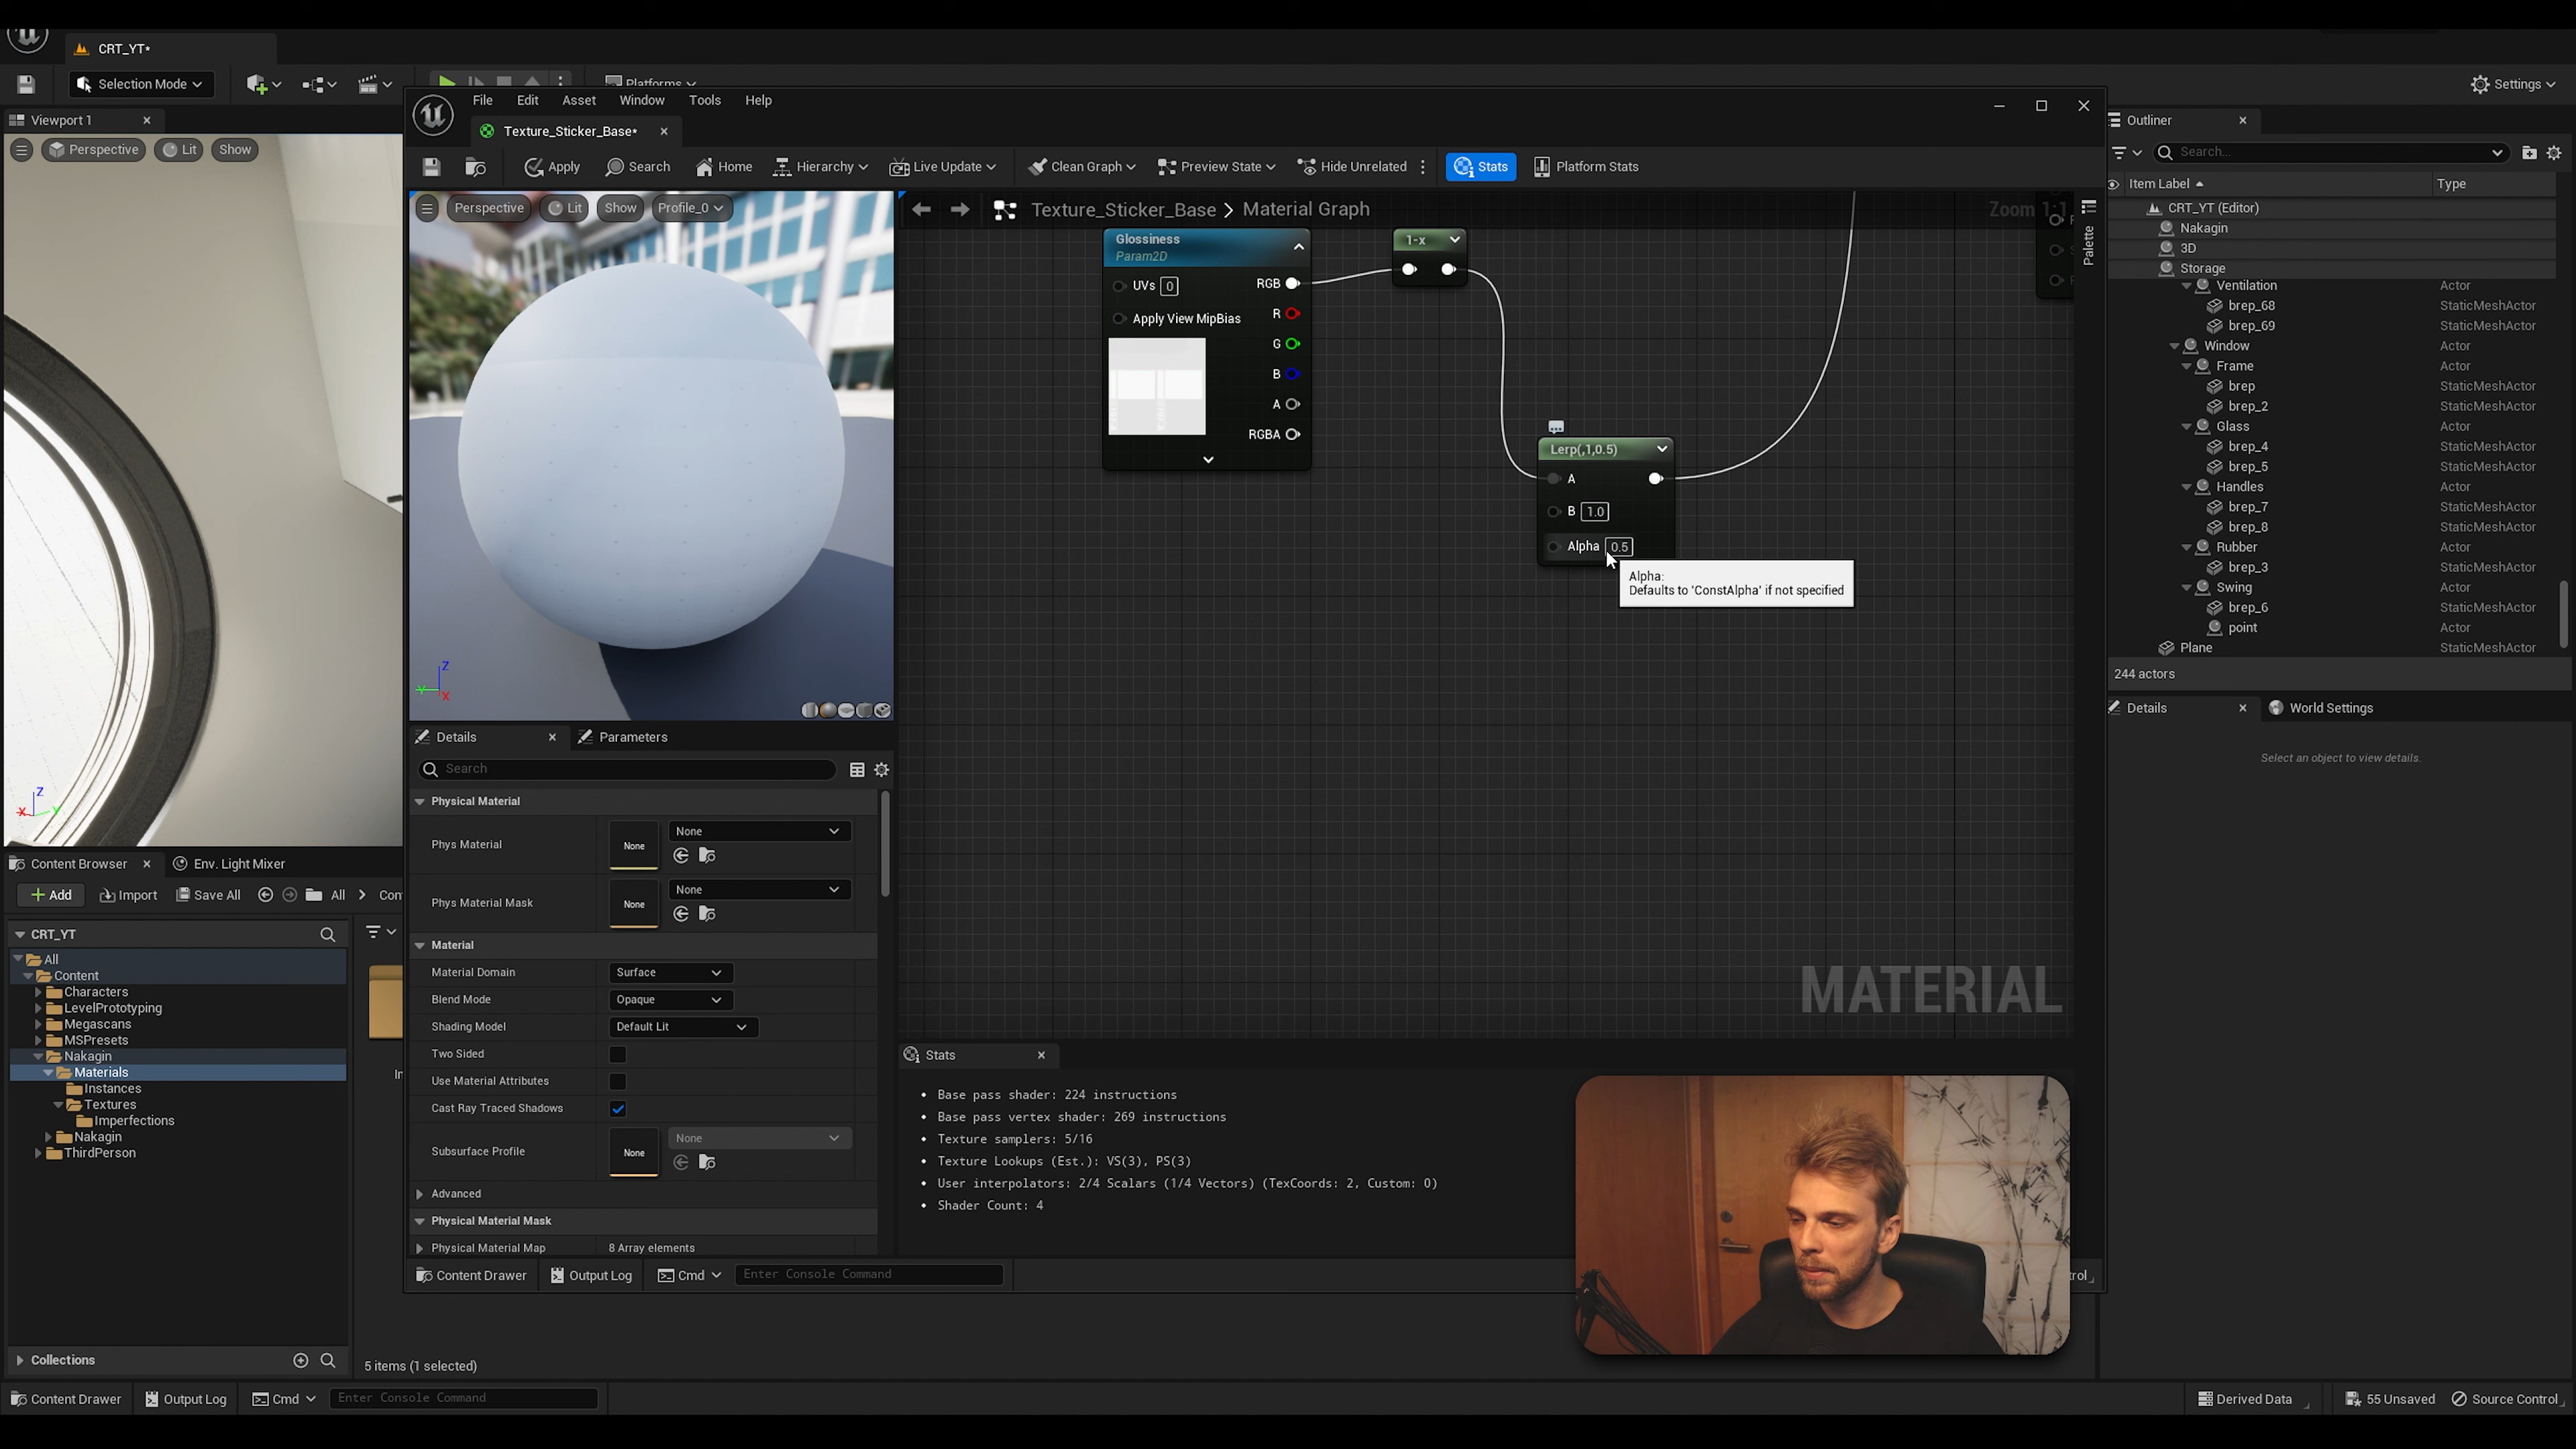 CRT_YT*
Selection Mode
Platforms
Settings
Viewport 1
Perspective
Lit
Show
File
Edit
Asset
Window
Tools
Help
Texture_Sticker_Base*
Apply
Search
Home
Hierarchy
Live Update
Clean Graph
Preview State
Hide Unrelated
Stats
Platform Stats
Perspective
Lit
Show
Profile_0
Texture_Sticker_Base > Material Graph
Zoom 1:1
Palette
Glossiness
Param2D
UVs 0
RGB
Apply View MipBias
R
G
B
A
RGBA
1-x
Lerp(,1,0.5)
A
B 1.0
Alpha 0.5
Alpha:
Defaults to 'ConstAlpha' if not specified
MATERIAL
Z
Y
X
Details
Parameters
Search
Physical Material
Phys Material
None
None
Phys Material Mask
None
None
Material
Material Domain
Surface
Blend Mode
Opaque
Shading Model
Default Lit
Two Sided
Use Material Attributes
Cast Ray Traced Shadows
Subsurface Profile
None
None
Advanced
Physical Material Mask
Physical Material Map
8 Array elements
Stats
Base pass shader: 224 instructions
Base pass vertex shader: 269 instructions
Texture samplers: 5/16
Texture Lookups (Est.): VS(3), PS(3)
User interpolators: 2/4 Scalars (1/4 Vectors) (TexCoords: 2, Custom: 0)
Shader Count: 4
Content Drawer
Output Log
Cmd
Enter Console Command
Outliner
Search...
Item Label
Type
CRT_YT (Editor)
Nakagin
3D
Storage
Ventilation Actor
brep_68 StaticMeshActor
brep_69 StaticMeshActor
Window Actor
Frame Actor
brep StaticMeshActor
brep_2 StaticMeshActor
Glass Actor
brep_4 StaticMeshActor
brep_5 StaticMeshActor
Handles Actor
brep_7 StaticMeshActor
brep_8 StaticMeshActor
Rubber Actor
brep_3 StaticMeshActor
Swing Actor
brep_6 StaticMeshActor
point Actor
Plane StaticMeshActor
244 actors
Details
World Settings
Select an object to view details.
Z
X
Y
Content Browser
Env. Light Mixer
Add
Import
Save All
All
CRT_YT
All
Content
Characters
LevelPrototyping
Megascans
MSPresets
Nakagin
Materials
Instances
Textures
Imperfections
Nakagin
ThirdPerson
Collections
5 items (1 selected)
Content Drawer
Output Log
Cmd
Enter Console Command
Derived Data
55 Unsaved
Source Control